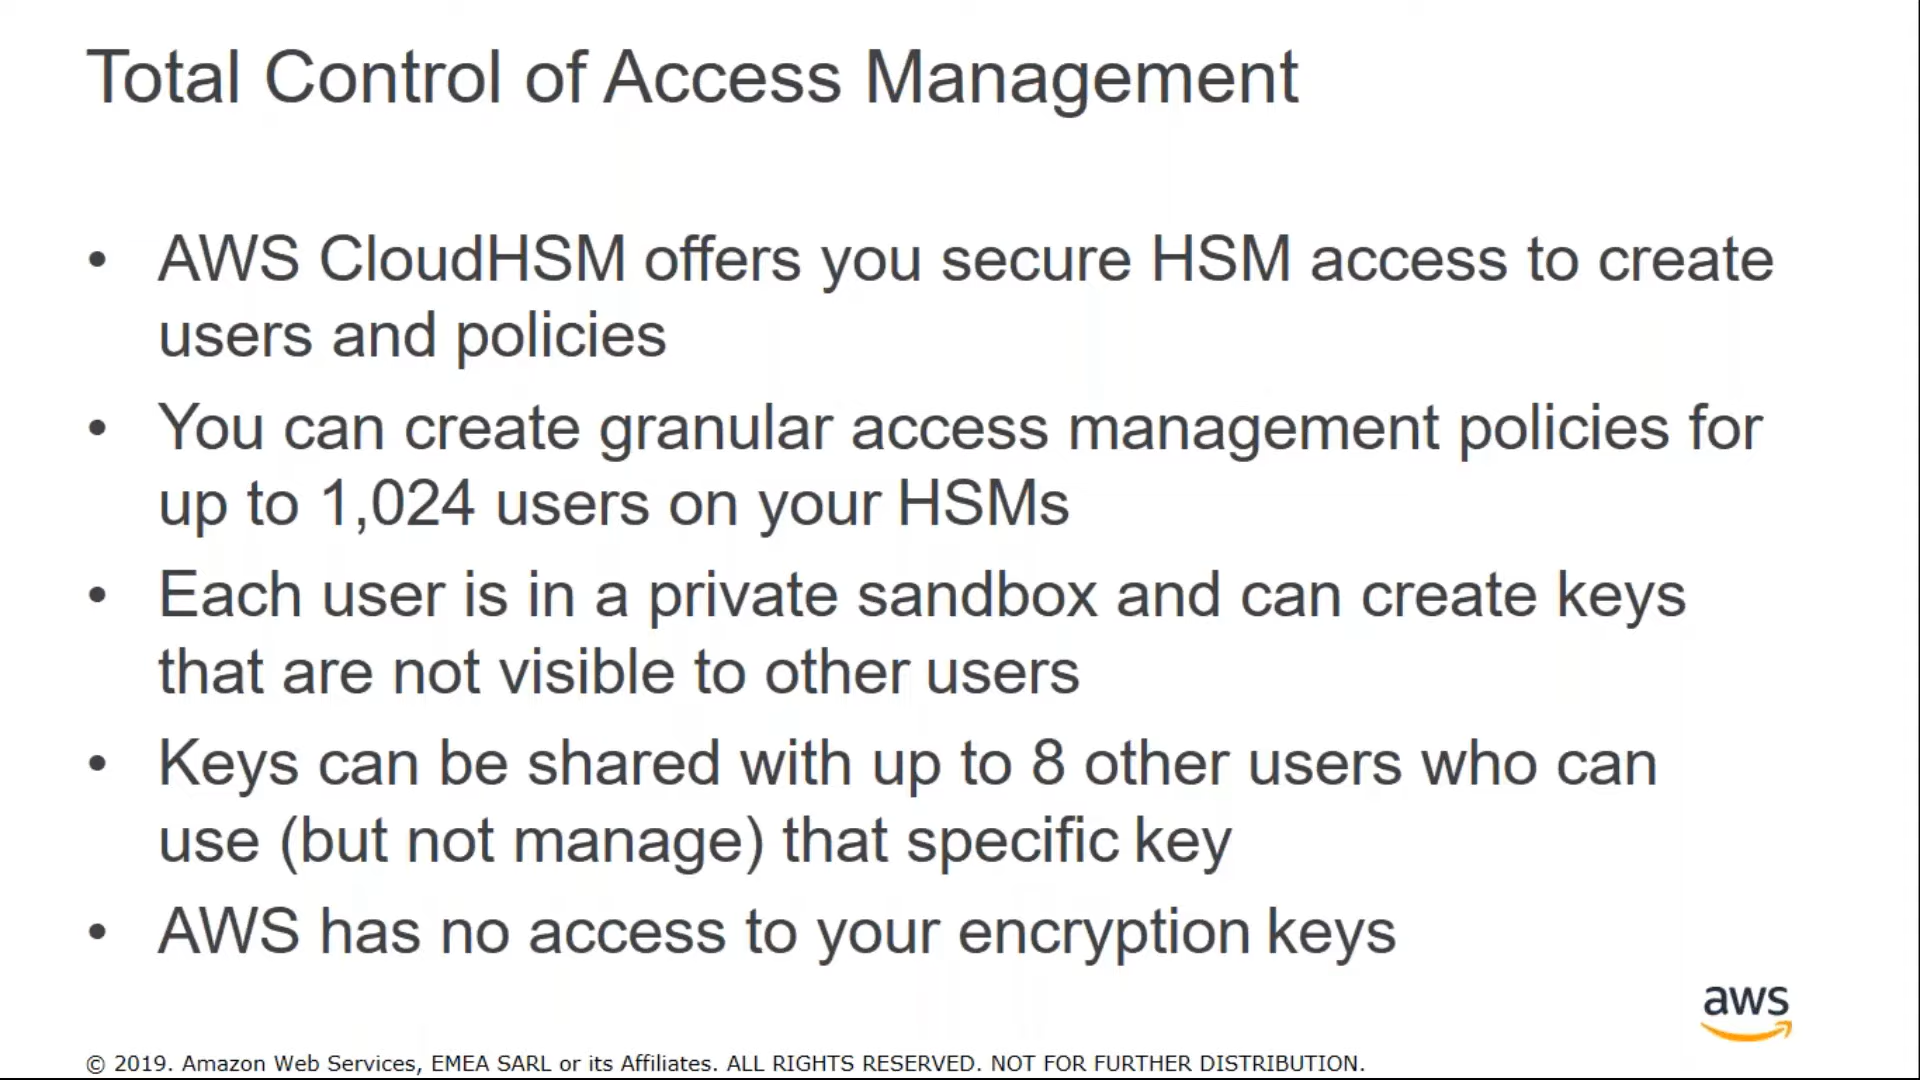 Total Control of Access Management
• AWS CloudHSM offers you secure HSM access to create
users and policies
• You can create granular access management policies for
up to 1,024 users on your HSMs
• Each user is in a private sandbox and can create keys
that are not visible to other users
• Keys can be shared with up to 8 other users who can
use (but not manage) that specific key
• AWS has no access to your encryption keys
aws
© 2019. Amazon Web Services, EMEA SARL or its Affiliates. ALL RIGHTS RESERVED. NOT FOR FURTHER DISTRIBUTION.